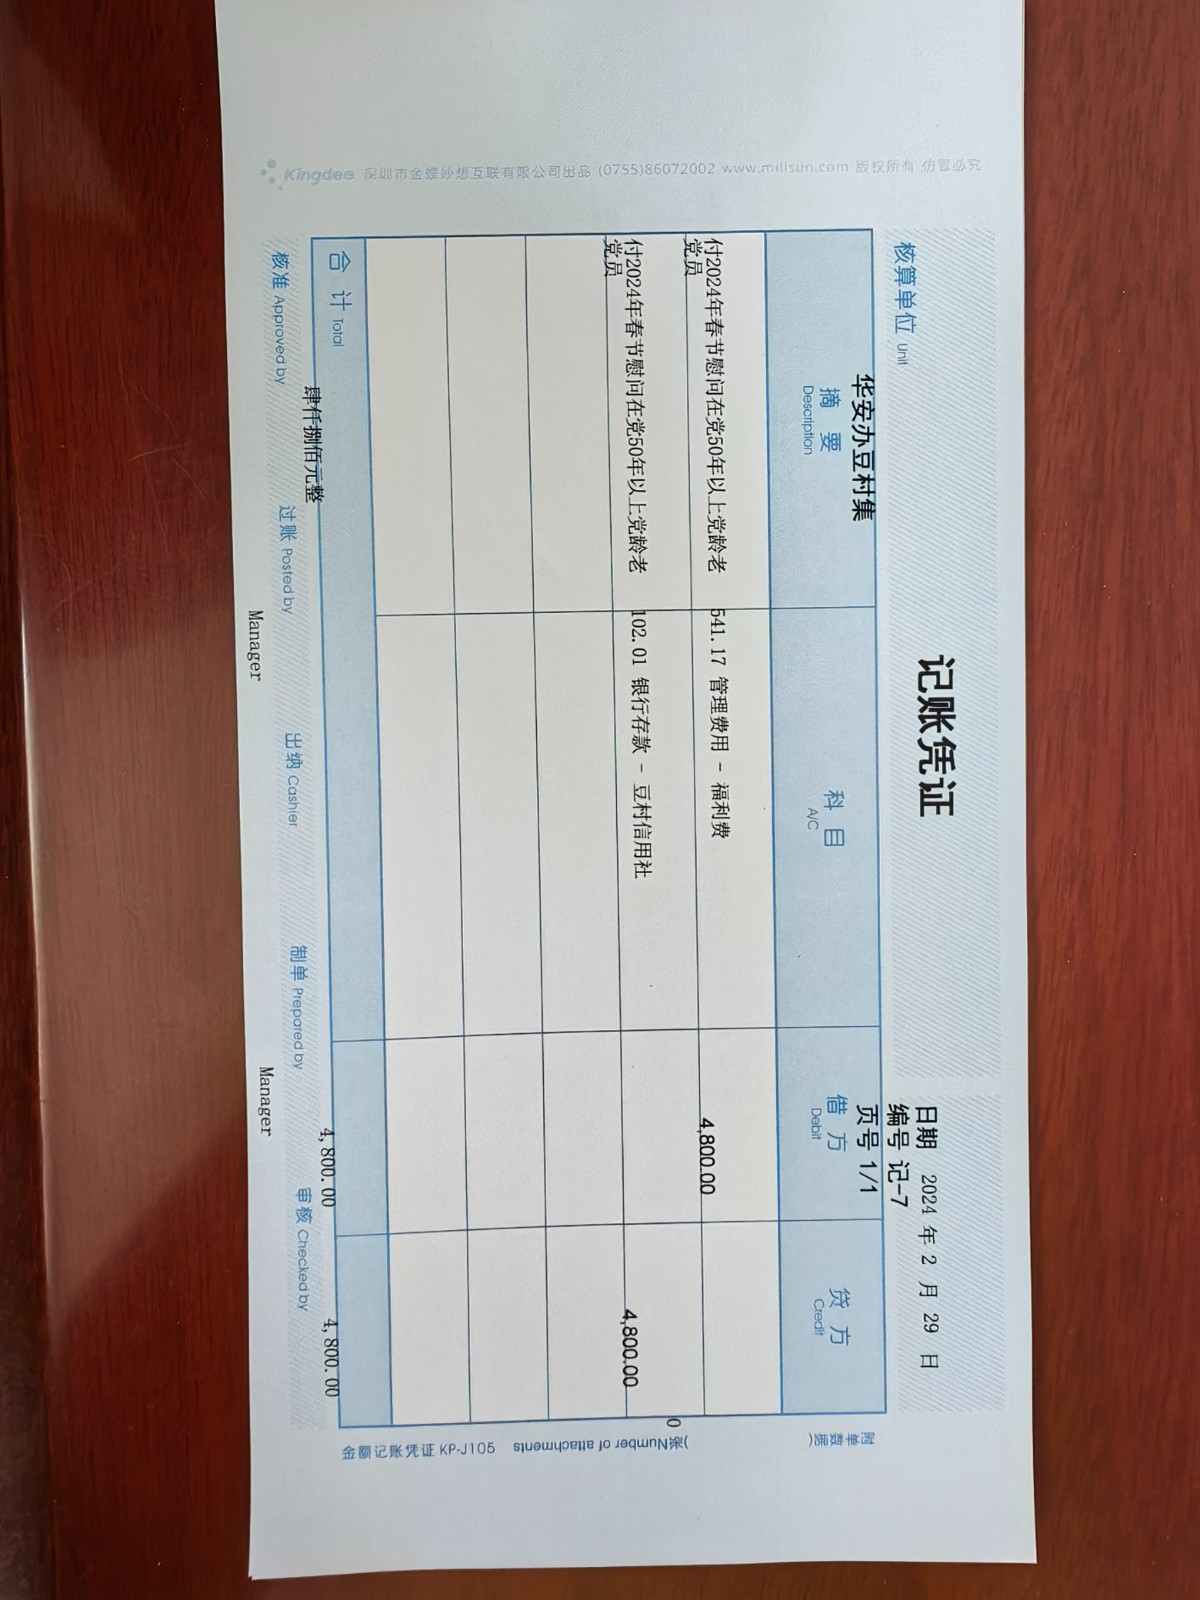 记账凭证
日期 2024 年 2 月 29 日
编号 记-7
页号 1/1
核算单位 Unit
华安办豆村集
摘 要 Description
科 目 A/C
借 方 Debit
贷 方 Credit
付2024年春节慰问在党50年以上党龄老党员
541.17 管理费用 - 福利费
4,800.00
付2024年春节慰问在党50年以上党龄老党员
102.01 银行存款 - 豆村信用社
4,800.00
合 计 Total
肆仟捌佰元整
4,800.00
4,800.00
附单据数(
0
张 Number of attachments)
金额记账凭证 KP-J105
核准 Approved by
过账 Posted by
出纳 Cashier
制单 Prepared by
审核 Checked by
Manager
Manager
Kingdee 深圳市金蝶妙想互联有限公司出品 (0755)86072002 www.millsun.com 版权所有 仿冒必究